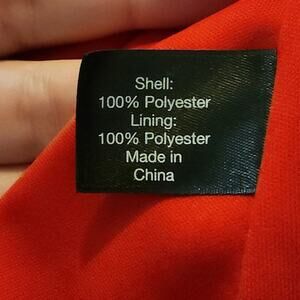 Shell:
100% Polyester
Lining:
100% Polyester
Made in
China